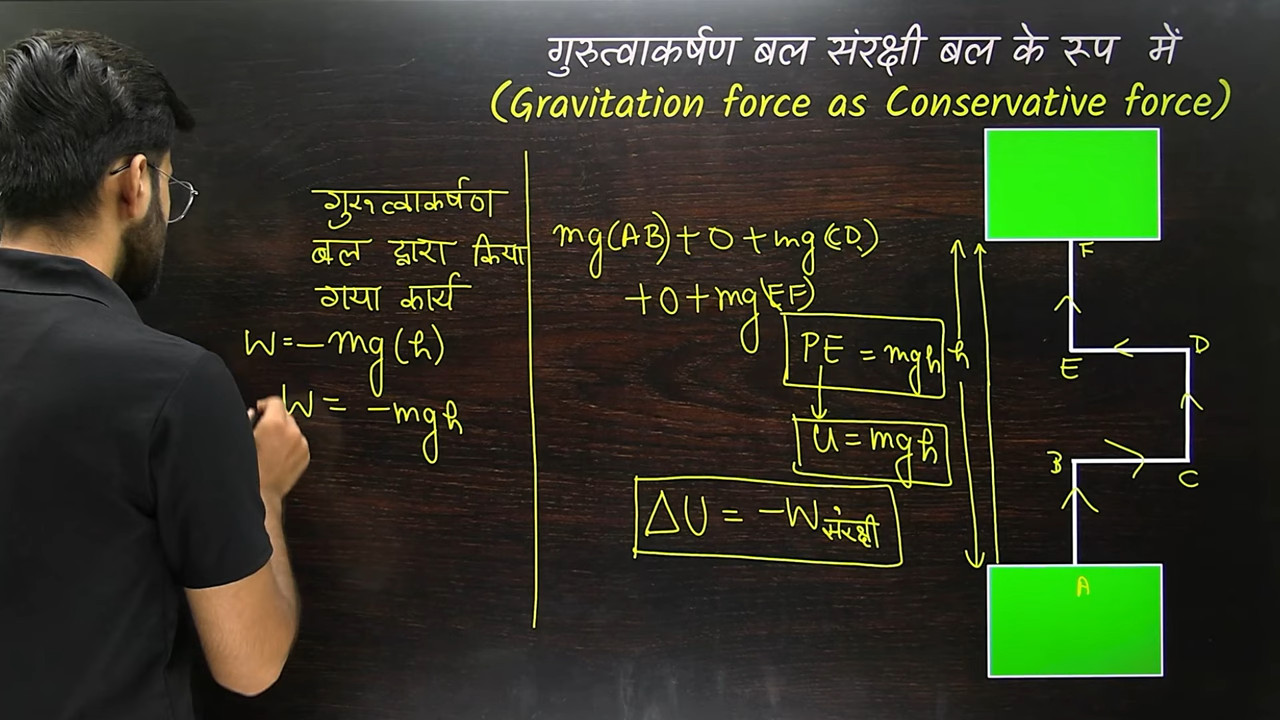 गुरुत्वाकर्षण बल संरक्षी बल के रूप में
(Gravitation force as Conservative force)
गुरुत्वाकर्षण
बल द्वारा किया
गया कार्य
W=-mg(h)
W = -mgh
mg(AB)+0+mg(CD)
+0+mg(EF)
PE = mgh
U = mgh
ΔU = -Wसंरक्षी
h
F
E
D
B
C
A